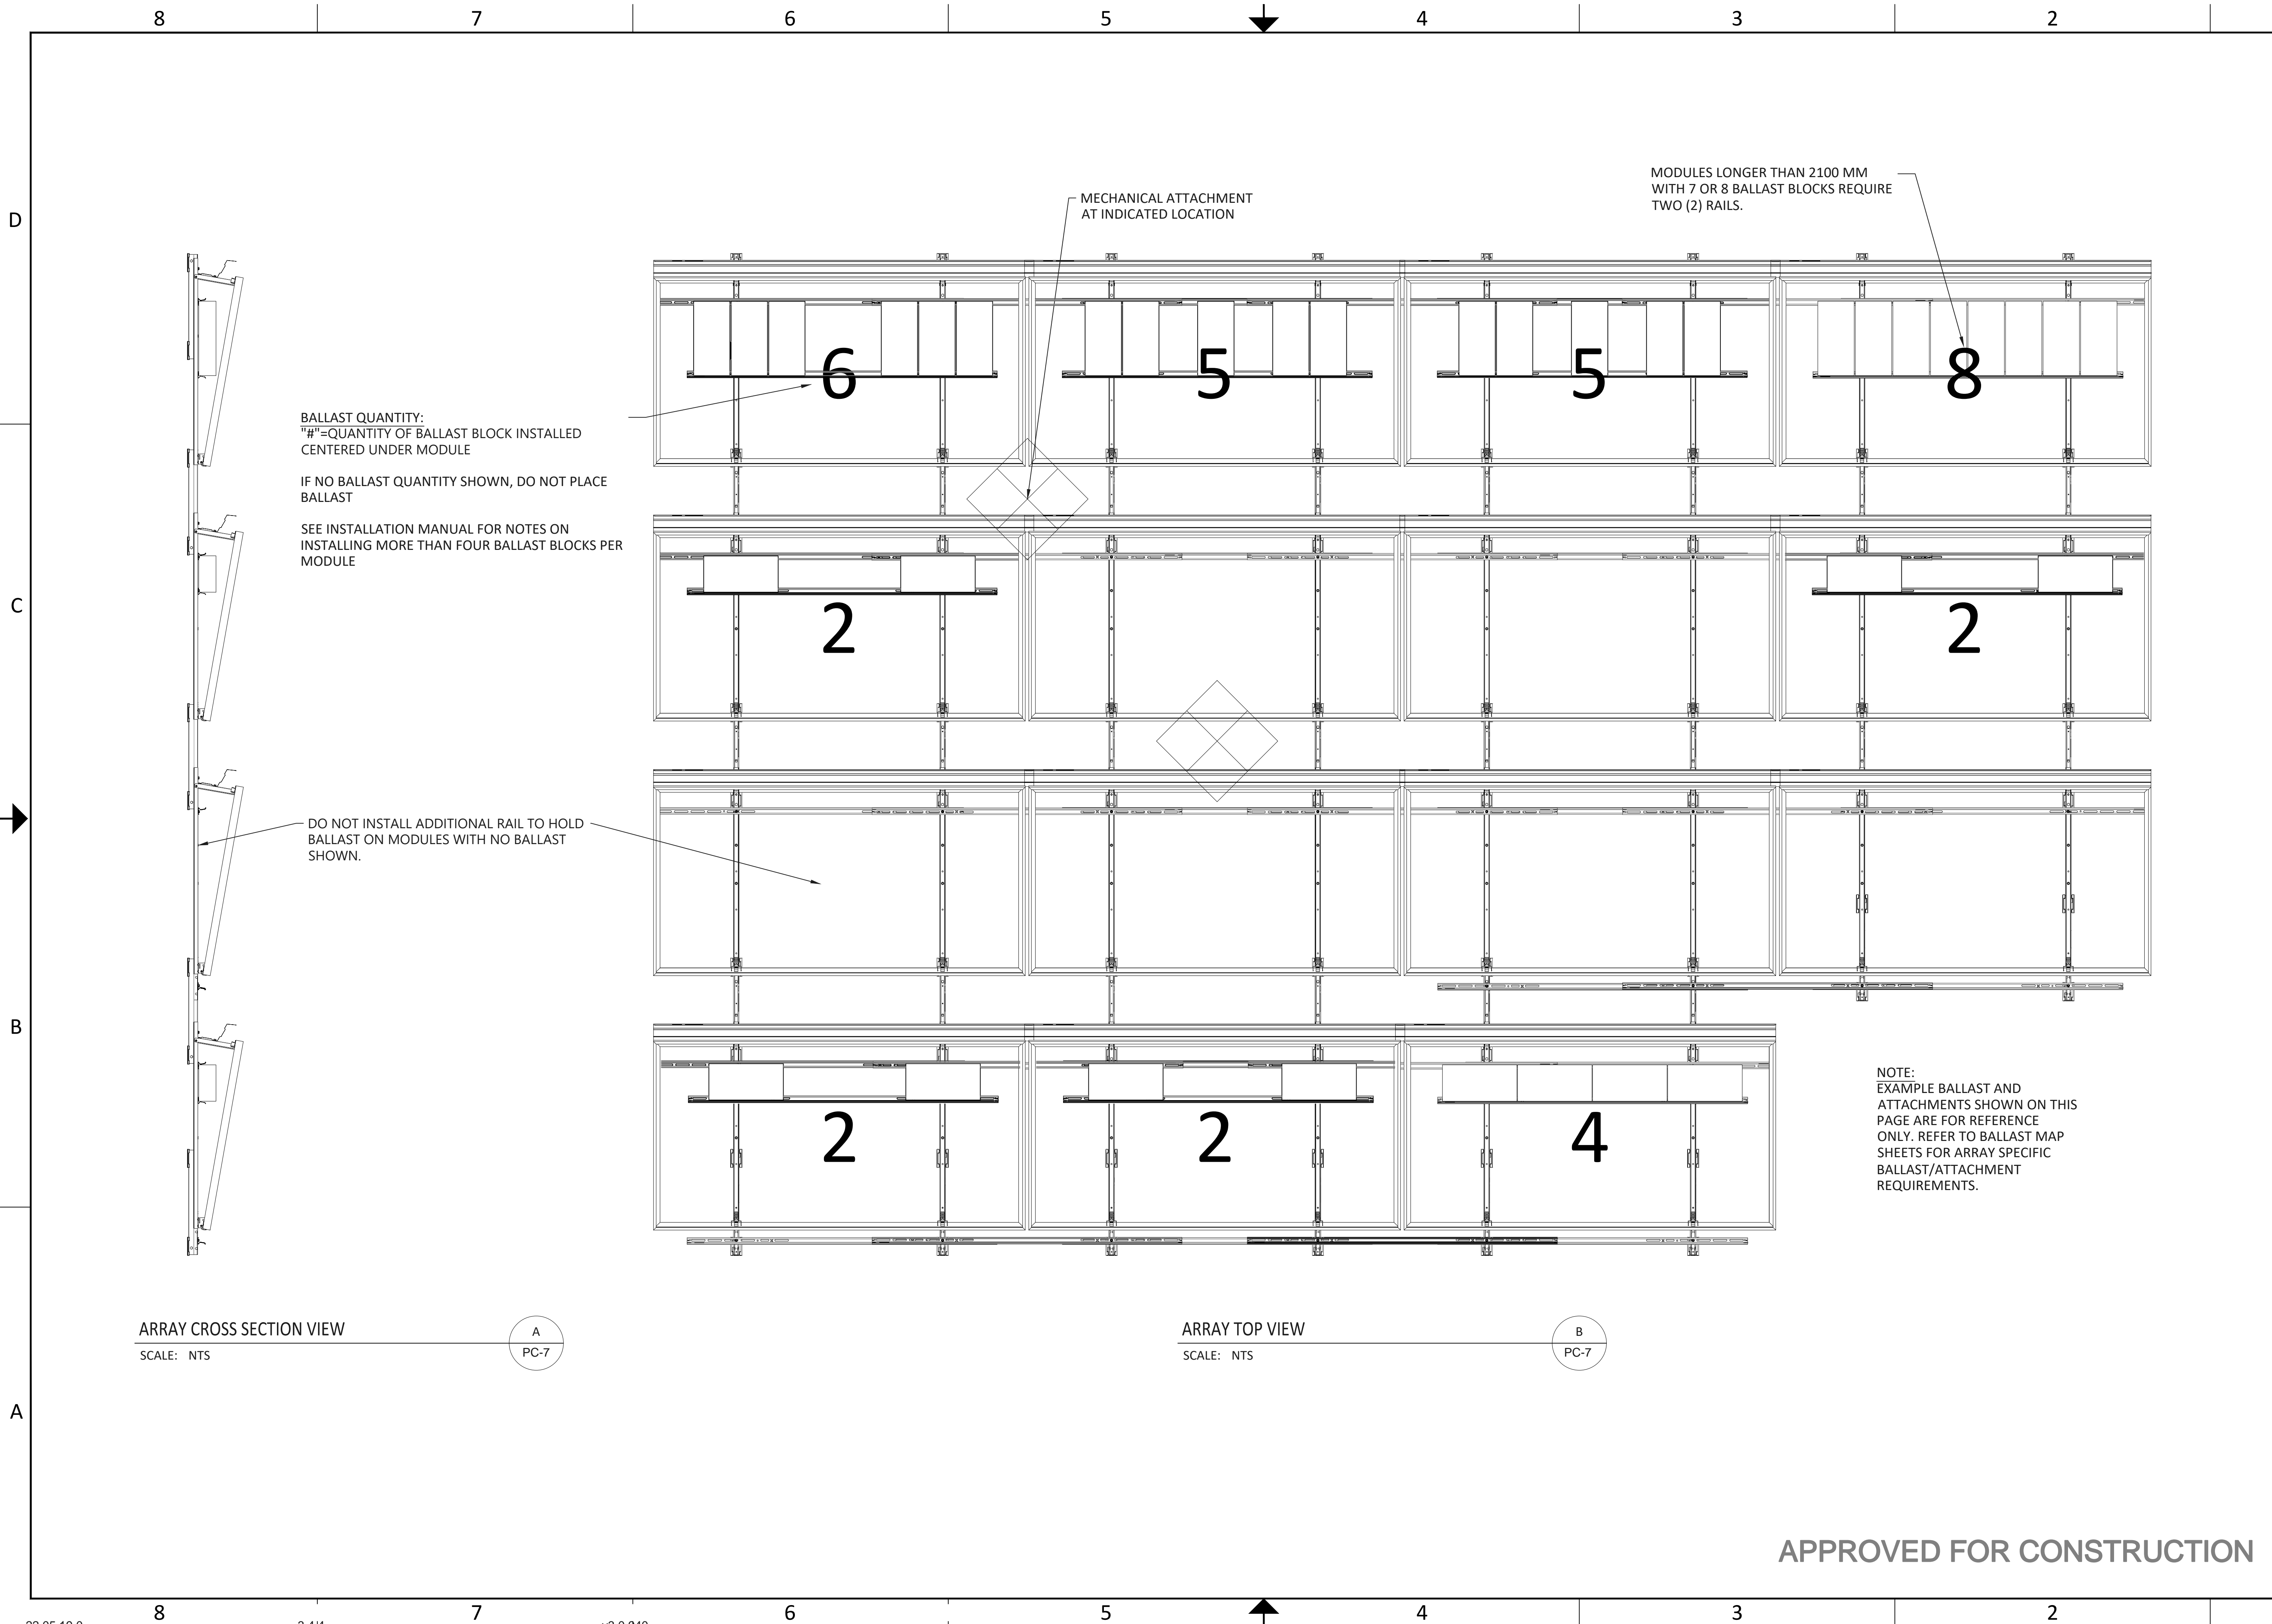 8 7 6 5 4 3 2
MECHANICAL ATTACHMENT
AT INDICATED LOCATION
MODULES LONGER THAN 2100 MM
WITH 7 OR 8 BALLAST BLOCKS REQUIRE
TWO (2) RAILS.
D
6 5 5 8
BALLAST QUANTITY:
"#"=QUANTITY OF BALLAST BLOCK INSTALLED
CENTERED UNDER MODULE
IF NO BALLAST QUANTITY SHOWN, DO NOT PLACE
BALLAST
SEE INSTALLATION MANUAL FOR NOTES ON
INSTALLING MORE THAN FOUR BALLAST BLOCKS PER
MODULE
C
2 2
DO NOT INSTALL ADDITIONAL RAIL TO HOLD
BALLAST ON MODULES WITH NO BALLAST
SHOWN.
B
2 2 4
NOTE:
EXAMPLE BALLAST AND
ATTACHMENTS SHOWN ON THIS
PAGE ARE FOR REFERENCE
ONLY. REFER TO BALLAST MAP
SHEETS FOR ARRAY SPECIFIC
BALLAST/ATTACHMENT
REQUIREMENTS.
ARRAY CROSS SECTION VIEW
SCALE: NTS
A
PC-7
ARRAY TOP VIEW
SCALE: NTS
B
PC-7
A
APPROVED FOR CONSTRUCTION
8 7 6 5 4 3 2